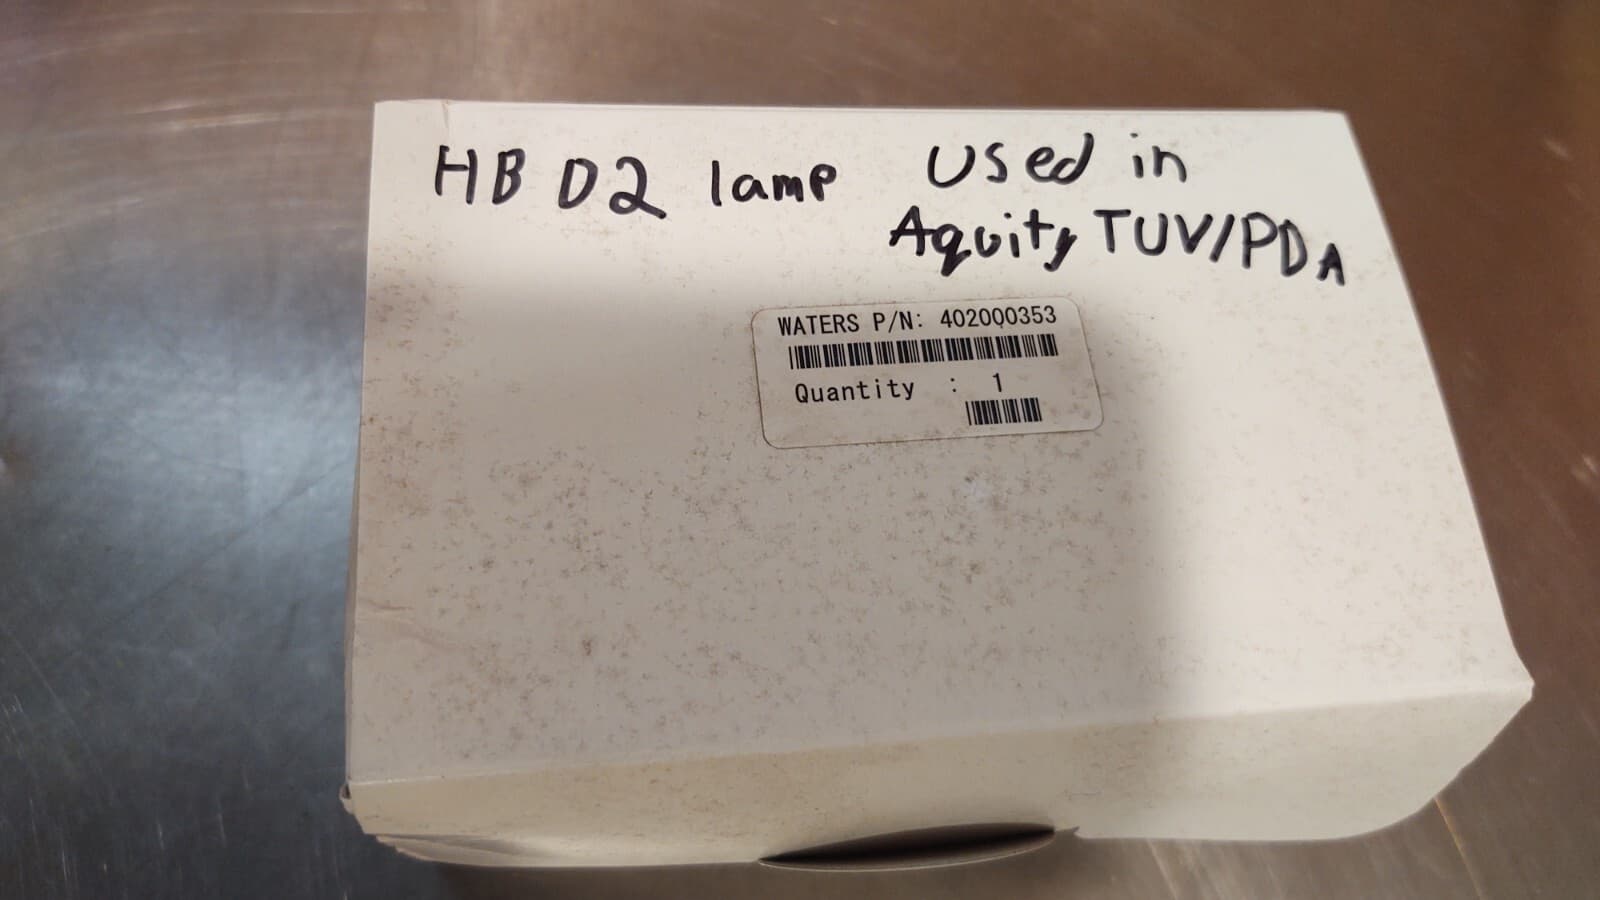 HB D2 lamp
Used in
Aquity TUV/PDA
WATERS P/N: 402000353
Quantity : 1